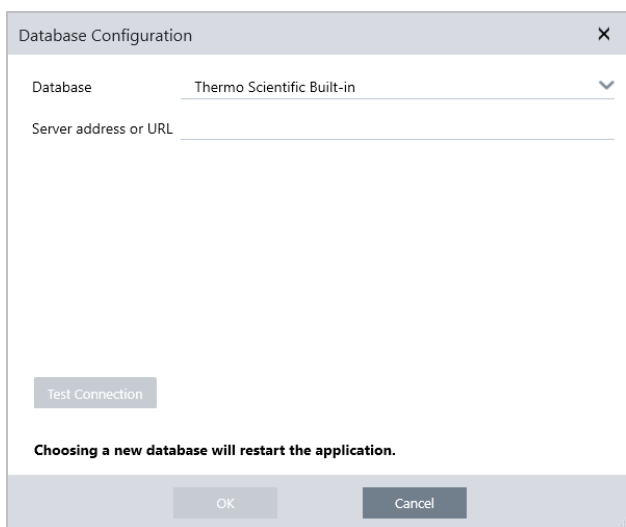 Database Configuration
Database Thermo Scientific Built-in
Server address or URL
Test Connection
Choosing a new database will restart the application.
OK Cancel